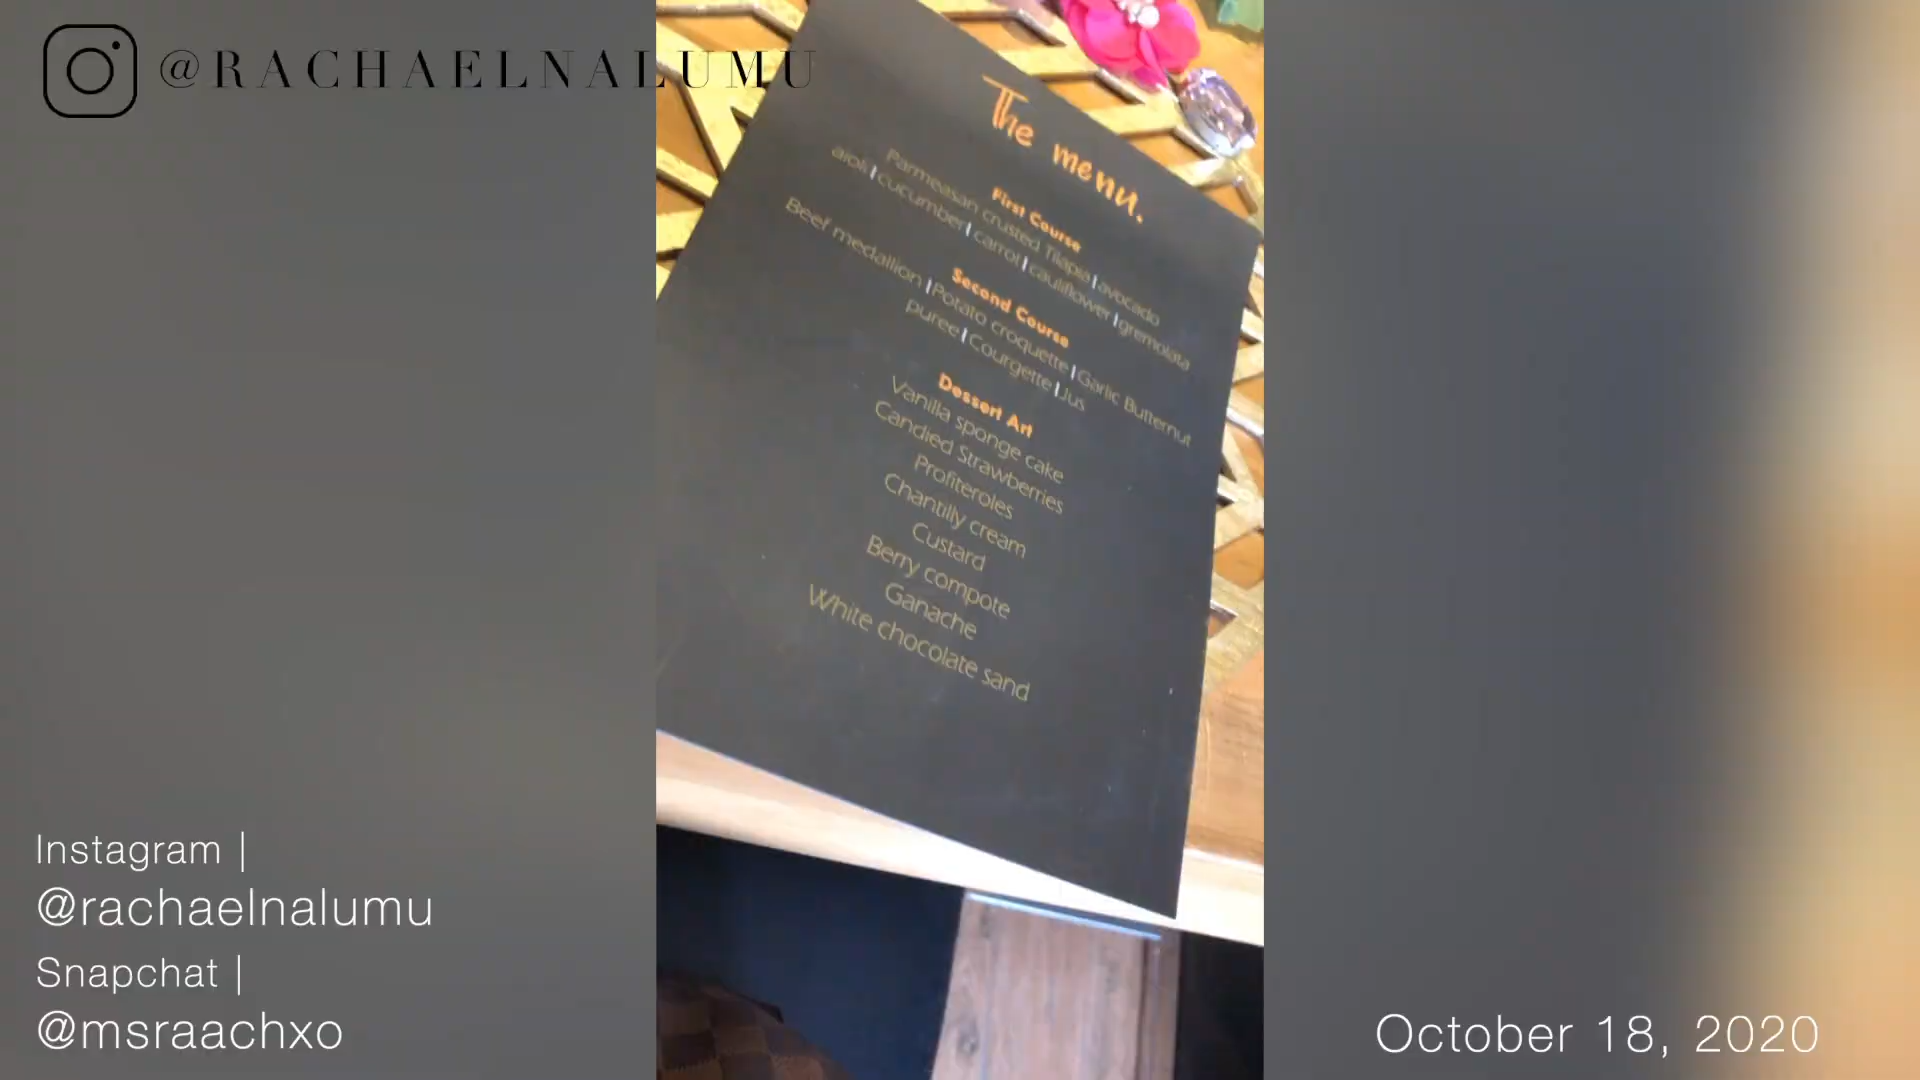 @RACHAELNALUMU
The menu.
First Course
Parmeasan crusted Tilapia | avocado
aioli | cucumber | carrot | cauliflower | gremolata
Second Course
Beef medallion | Potato croquette | Garlic Butternut
puree | Courgette | Jus
Dessert Art
Vanilla sponge cake
Candied Strawberries
Profiteroles
Chantilly cream
Custard
Berry compote
Ganache
White chocolate sand
Instagram |
@rachaelnalumu
Snapchat |
@msraachxo
October 18, 2020